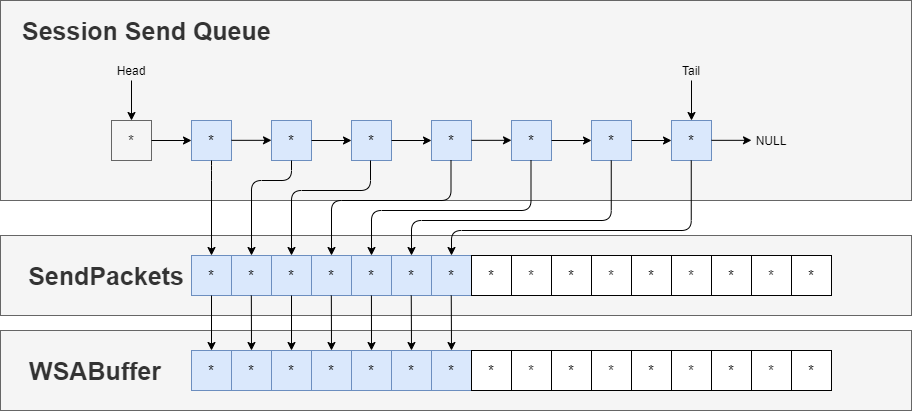 Session Send Queue
Head Tail
* * * * * * * * NULL
SendPackets * * * * * * * * * * * * * * * *
WSABuffer * * * * * * * * * * * * * * * *